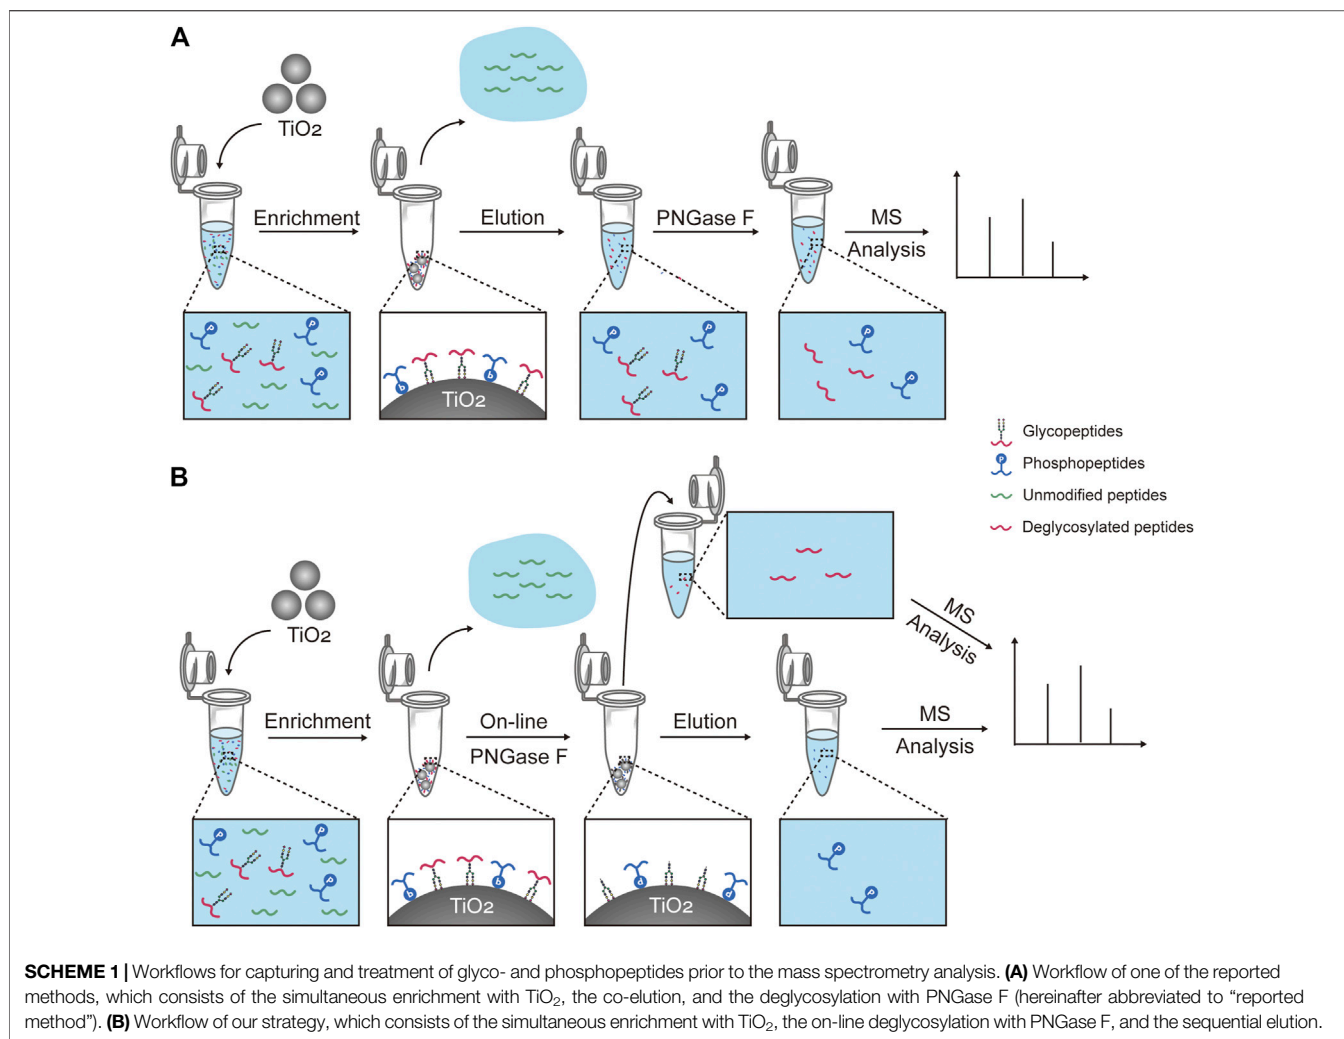 A
TiO2
Enrichment
Elution
PNGase F
MS
Analysis
P
P
P
TiO2
P
P
P
P
P
Glycopeptides
P
Phosphopeptides
Unmodified peptides
Deglycosylated peptides
B
TiO2
MS
Analysis
Enrichment
On-line
PNGase F
Elution
MS
Analysis
P
P
P
TiO2
TiO2
P
P
SCHEME 1 | Workflows for capturing and treatment of glyco- and phosphopeptides prior to the mass spectrometry analysis. (A) Workflow of one of the reported
methods, which consists of the simultaneous enrichment with TiO₂, the co-elution, and the deglycosylation with PNGase F (hereinafter abbreviated to “reported
method”). (B) Workflow of our strategy, which consists of the simultaneous enrichment with TiO₂, the on-line deglycosylation with PNGase F, and the sequential elution.